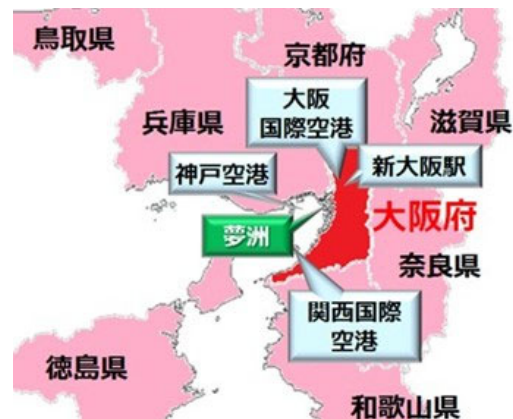 鳥取県
京都府
大阪
国際空港
兵庫県
滋賀県
新大阪駅
神戸空港
大阪府
夢洲
奈良県
関西国際
空港
徳島県
和歌山県